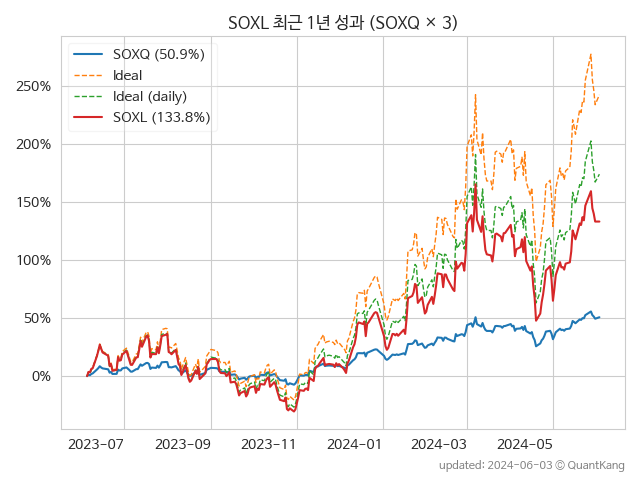 SOXL 최근 1년 성과 (SOXQ × 3)
SOXQ (50.9%)
Ideal
Ideal (daily)
SOXL (133.8%)
250%
200%
150%
100%
50%
0%
2023-07 2023-09 2023-11 2024-01 2024-03 2024-05
updated: 2024-06-03 ⓒ QuantKang